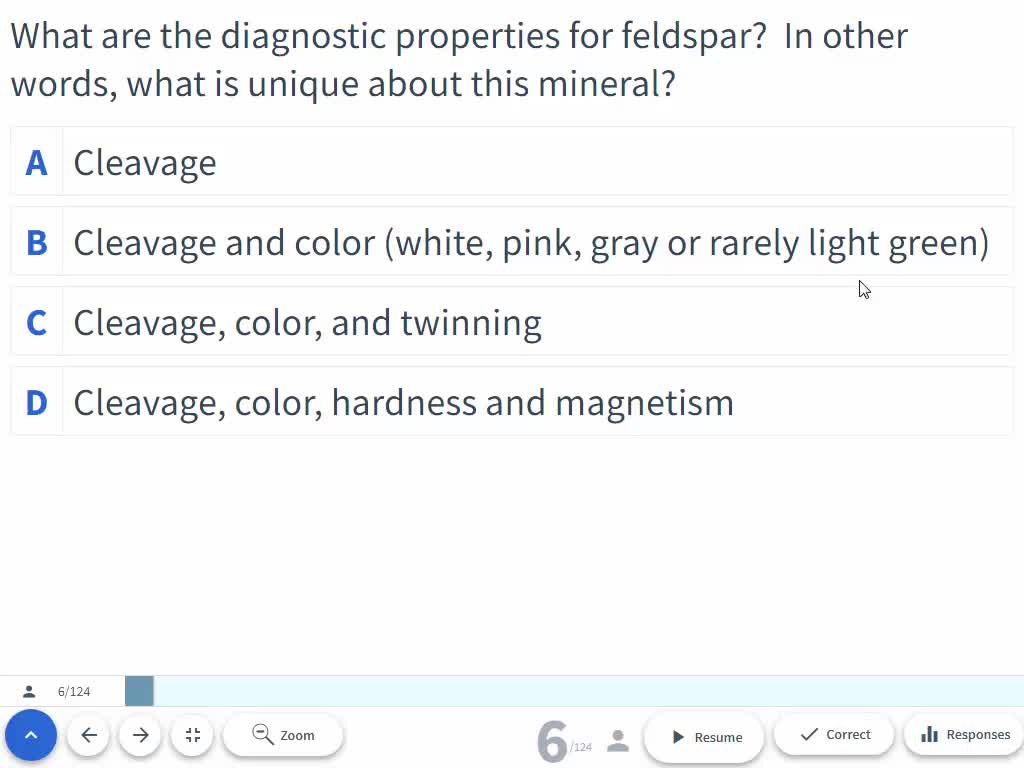 What are the diagnostic properties for feldspar?  In other
words, what is unique about this mineral?
A Cleavage
B Cleavage and color (white, pink, gray or rarely light green)
C Cleavage, color, and twinning
D Cleavage, color, hardness and magnetism
6/124
Zoom
6/124
Resume
Correct
Responses